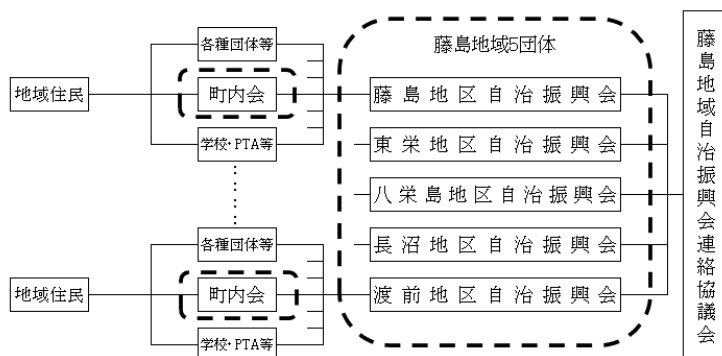 藤島地域5団体
各種団体等
地域住民
町内会
学校・PTA等
藤島地区自治振興会
東栄地区自治振興会
八栄島地区自治振興会
長沼地区自治振興会
渡前地区自治振興会
各種団体等
地域住民
町内会
学校・PTA等
藤島地域自治振興会連絡協議会